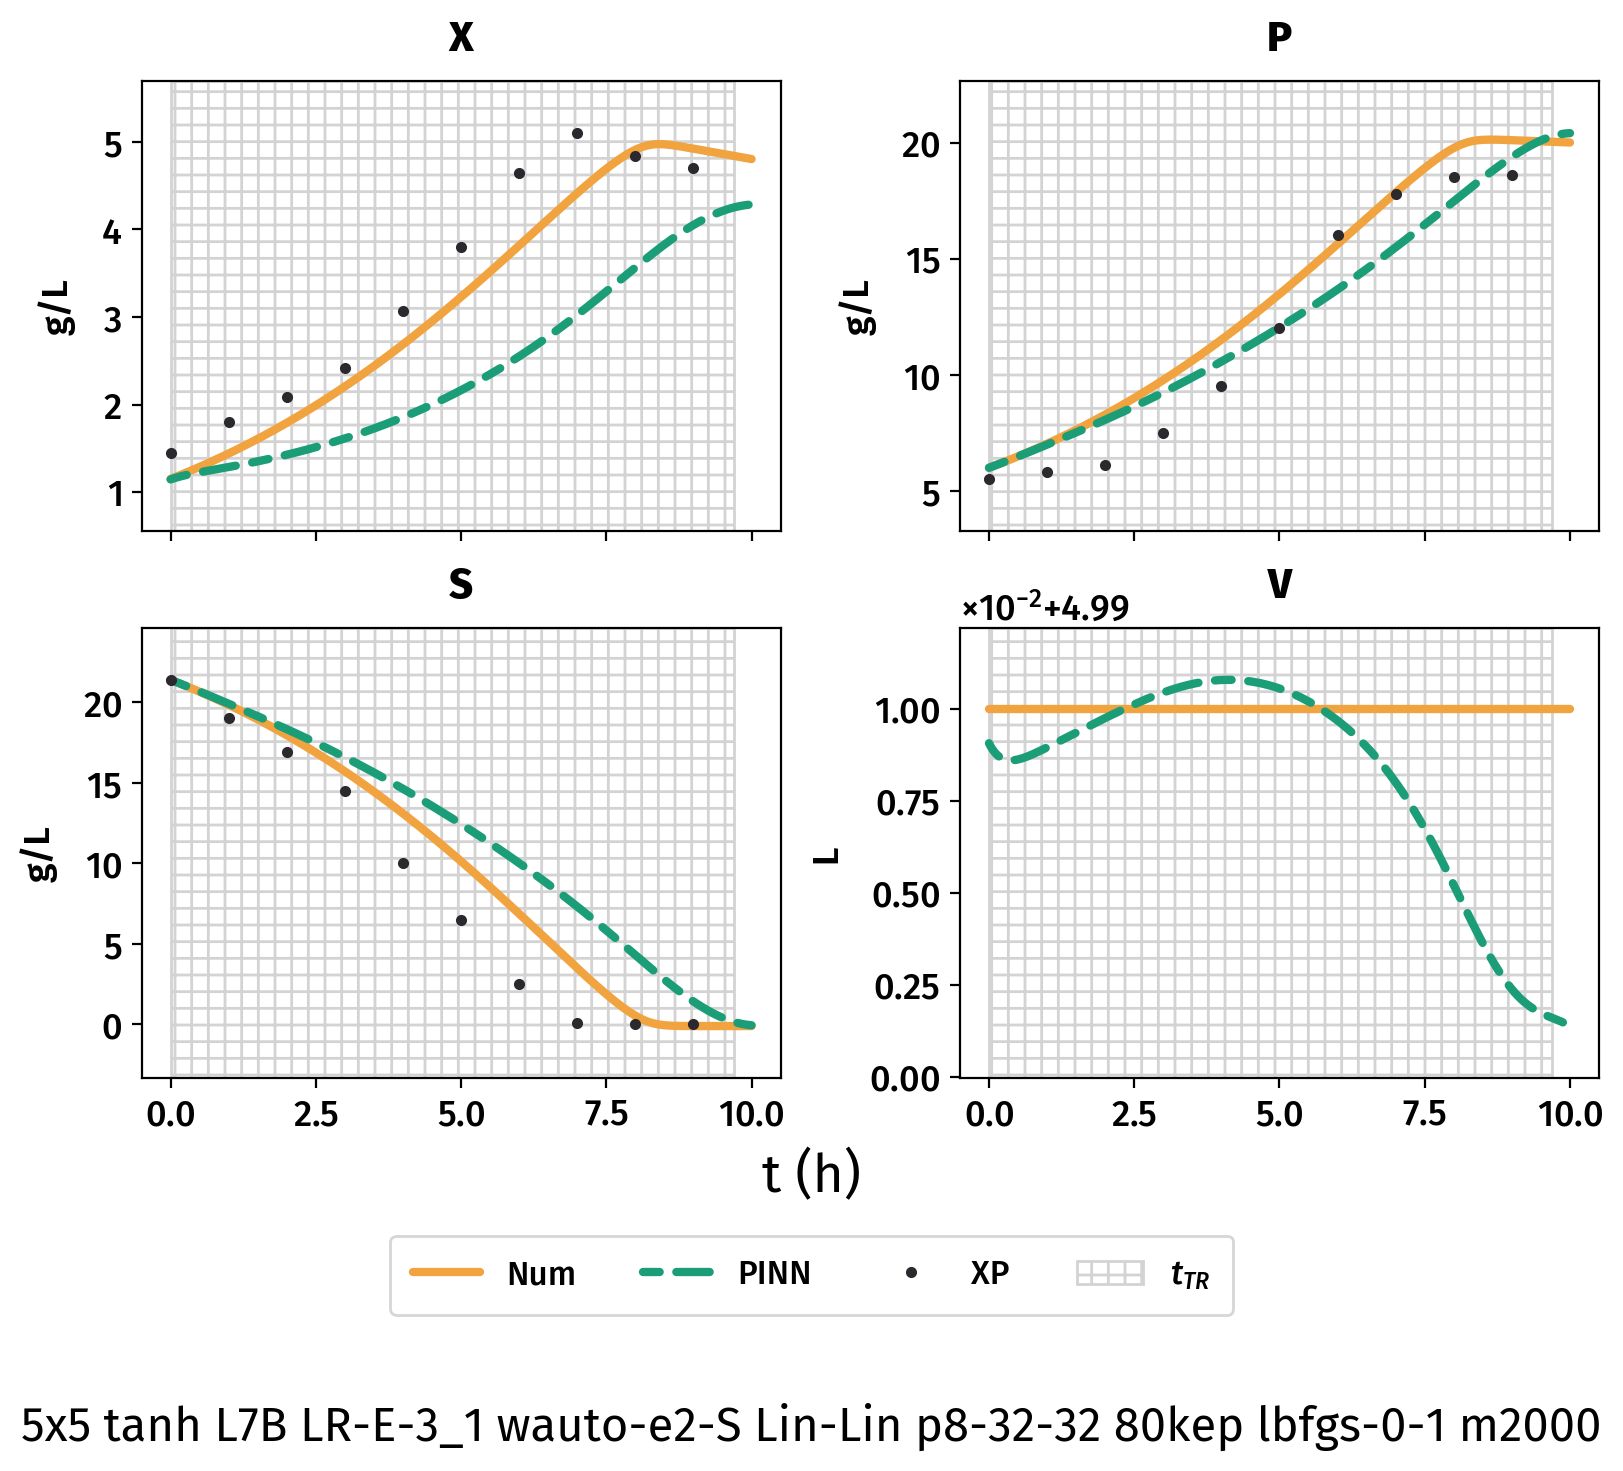 X
g/L
5
4
3
2
1
P
g/L
20
15
10
5
S
g/L
20
15
10
5
0
0.0 2.5 5.0 7.5 10.0
V
×10⁻²+4.99
L
1.00
0.75
0.50
0.25
0.00
0.0 2.5 5.0 7.5 10.0
t (h)
Num PINN XP t_TR
5x5 tanh L7B LR-E-3_1 wauto-e2-S Lin-Lin p8-32-32 80kep lbfgs-0-1 m2000